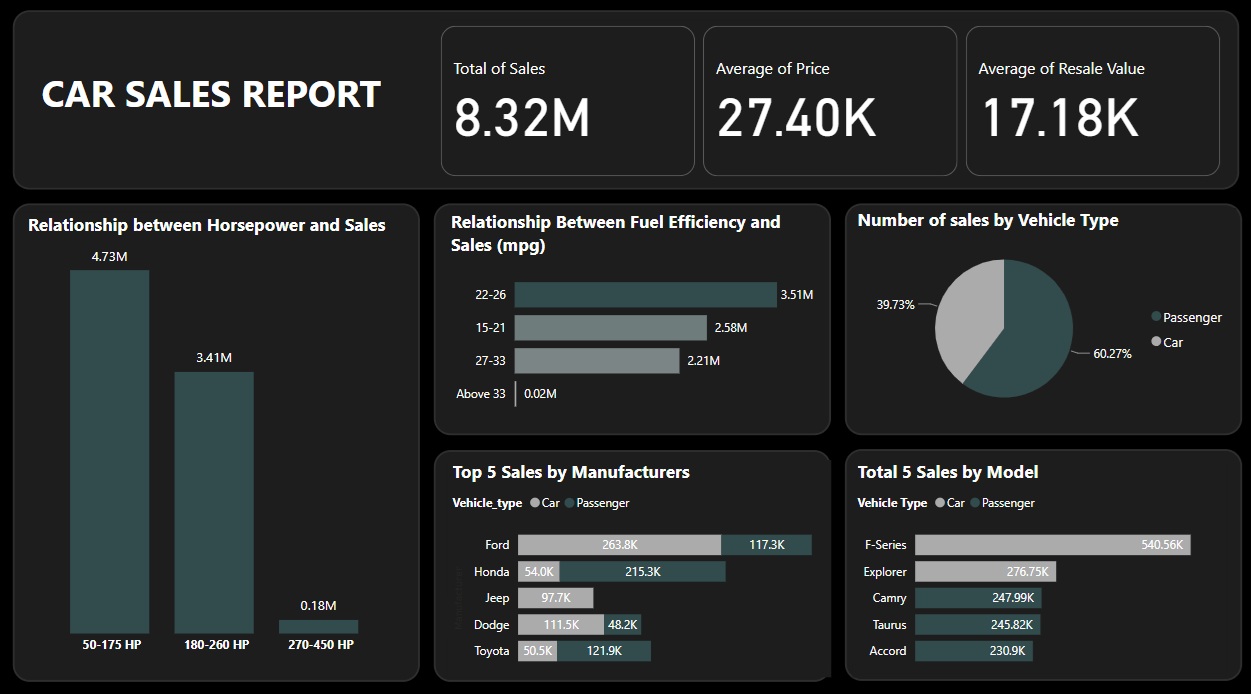 CAR SALES REPORT
Total of Sales
8.32M
Average of Price
27.40K
Average of Resale Value
17.18K
Relationship between Horsepower and Sales
4.73M
3.41M
0.18M
50-175 HP
180-260 HP
270-450 HP
Relationship Between Fuel Efficiency and
Sales (mpg)
22-26 3.51M
15-21 2.58M
27-33 2.21M
Above 33 0.02M
Number of sales by Vehicle Type
39.73%
60.27%
Passenger
Car
Top 5 Sales by Manufacturers
Vehicle_type Car Passenger
Ford 263.8K 117.3K
Honda 54.0K 215.3K
Jeep 97.7K
Dodge 111.5K 48.2K
Toyota 50.5K 121.9K
Total 5 Sales by Model
Vehicle Type Car Passenger
F-Series 540.56K
Explorer 276.75K
Camry 247.99K
Taurus 245.82K
Accord 230.9K